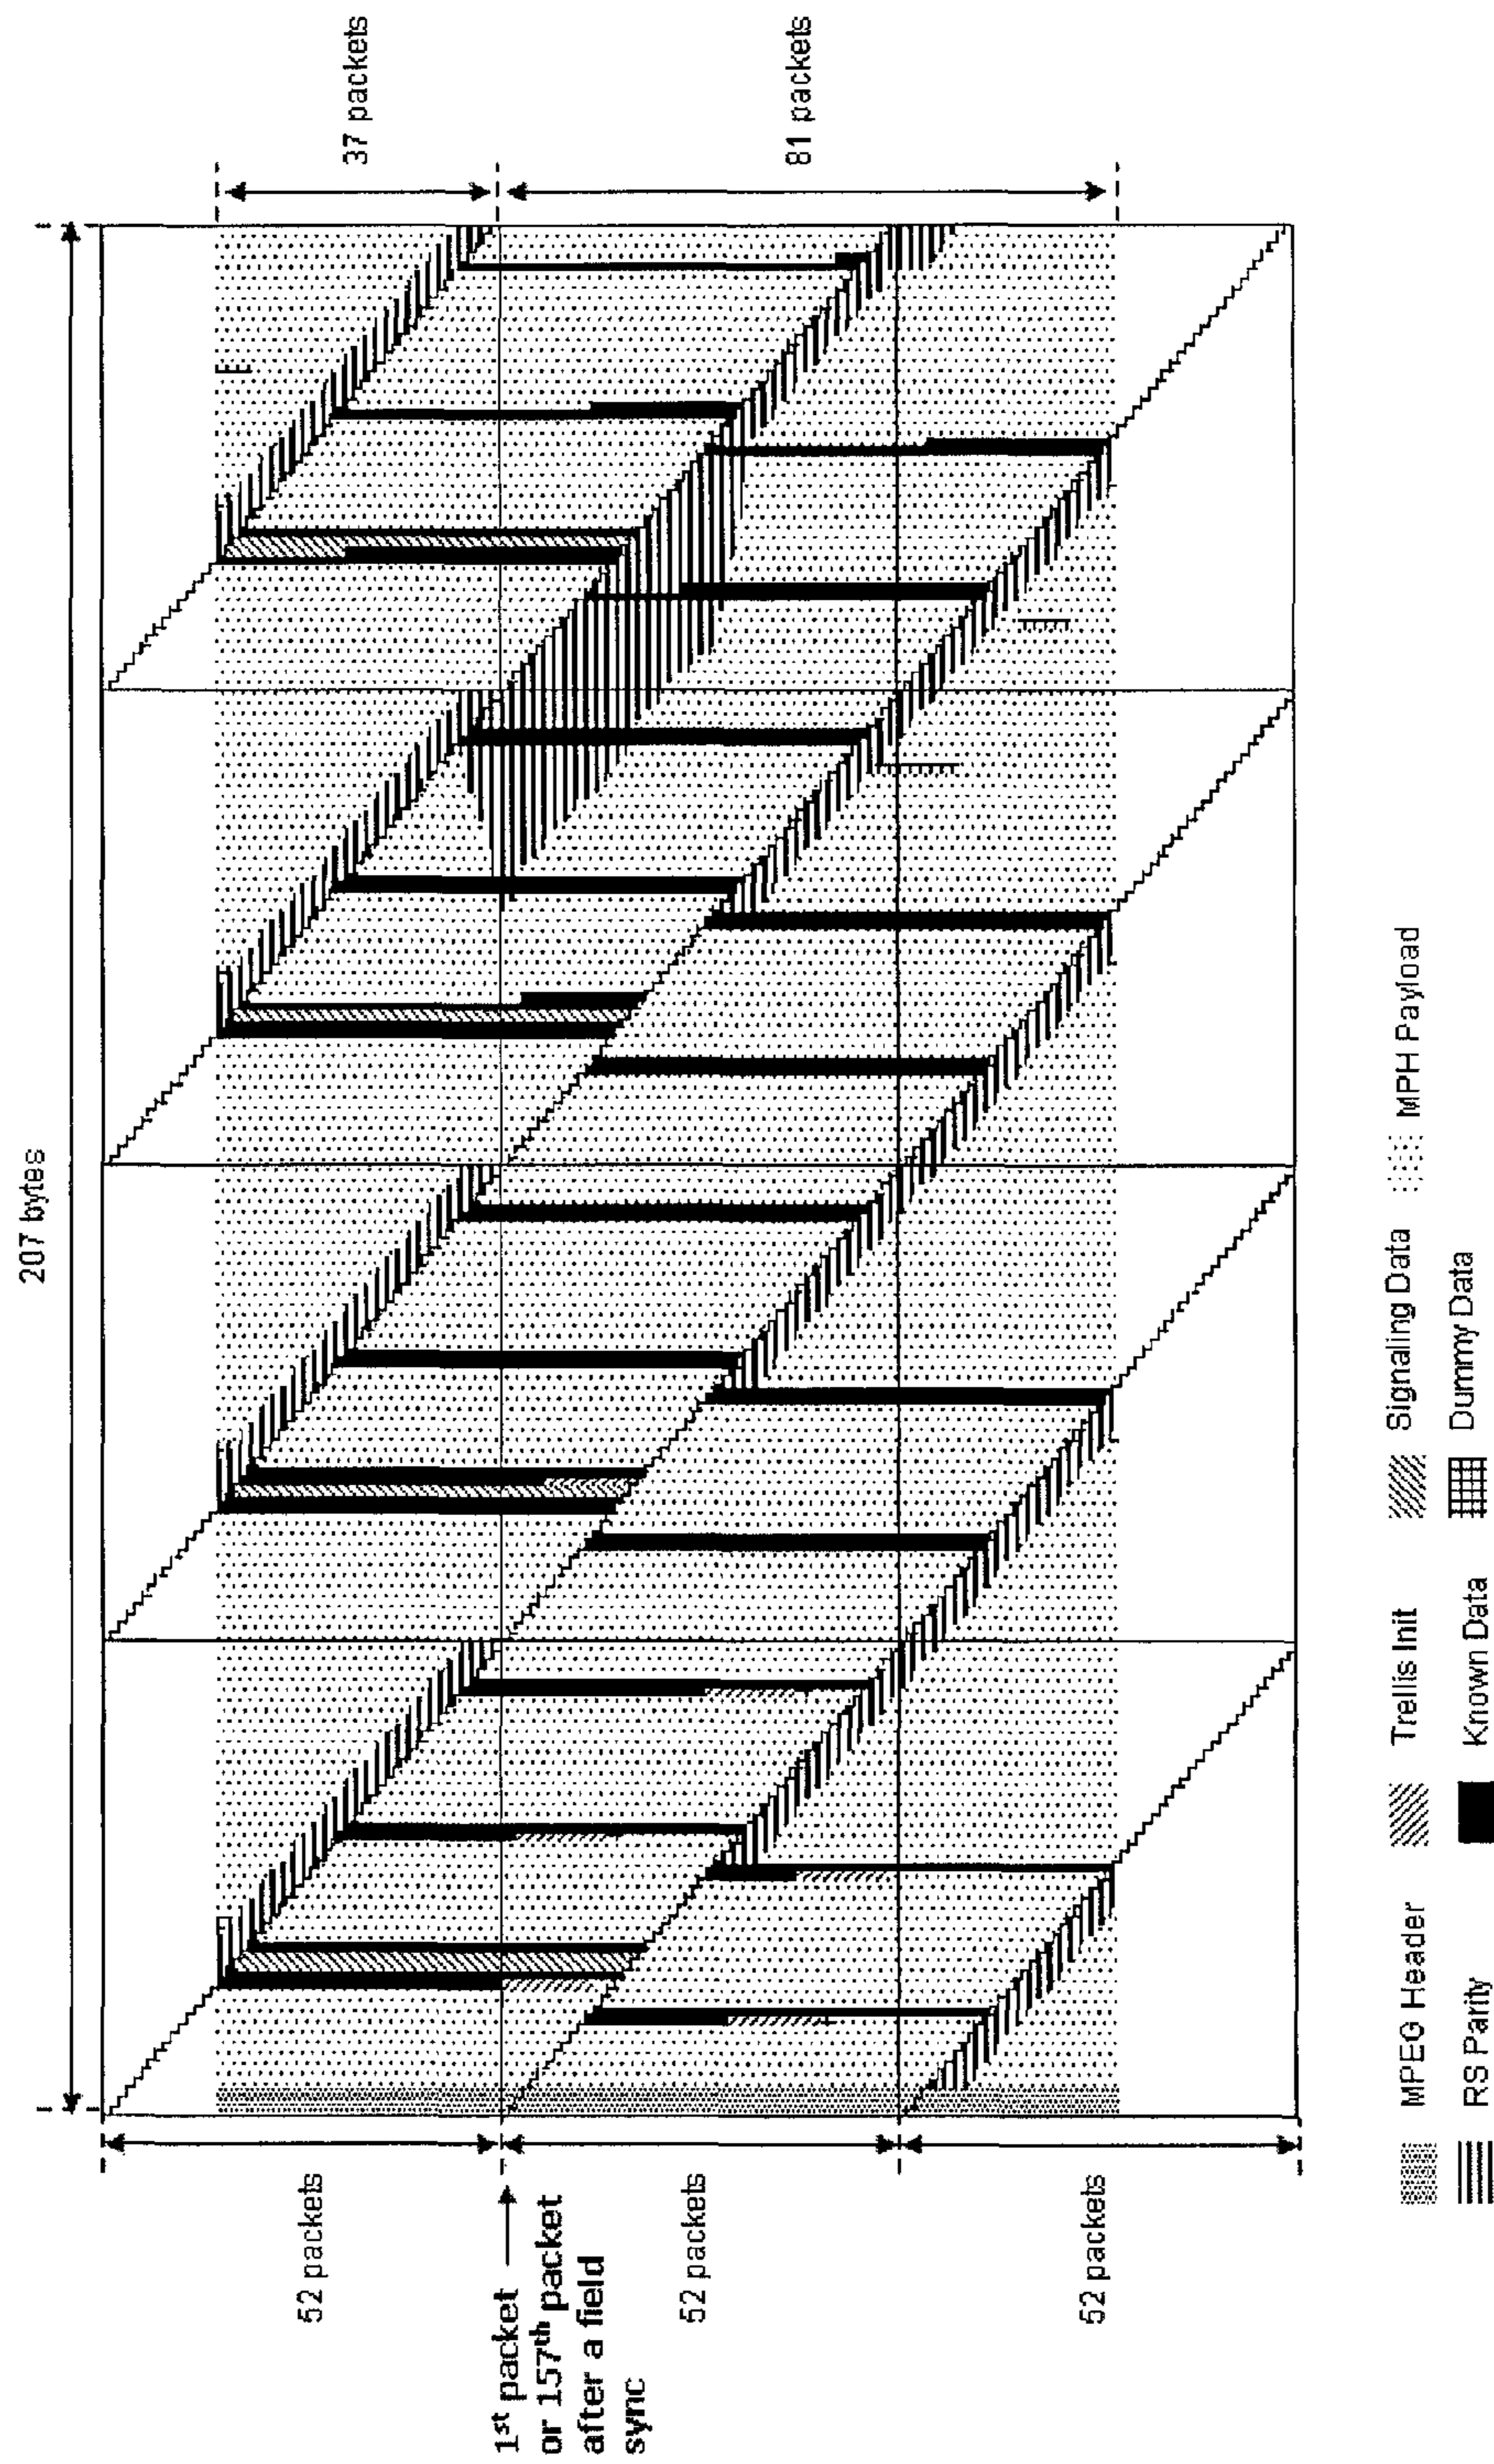 207 bytes
37 packets
81 packets
52 packets
1st packet
or 157th packet
after a field
sync
52 packets
52 packets
MPEG Header
Trellis Init
Signaling Data
MPH Payload
RS Parity
Known Data
Dummy Data